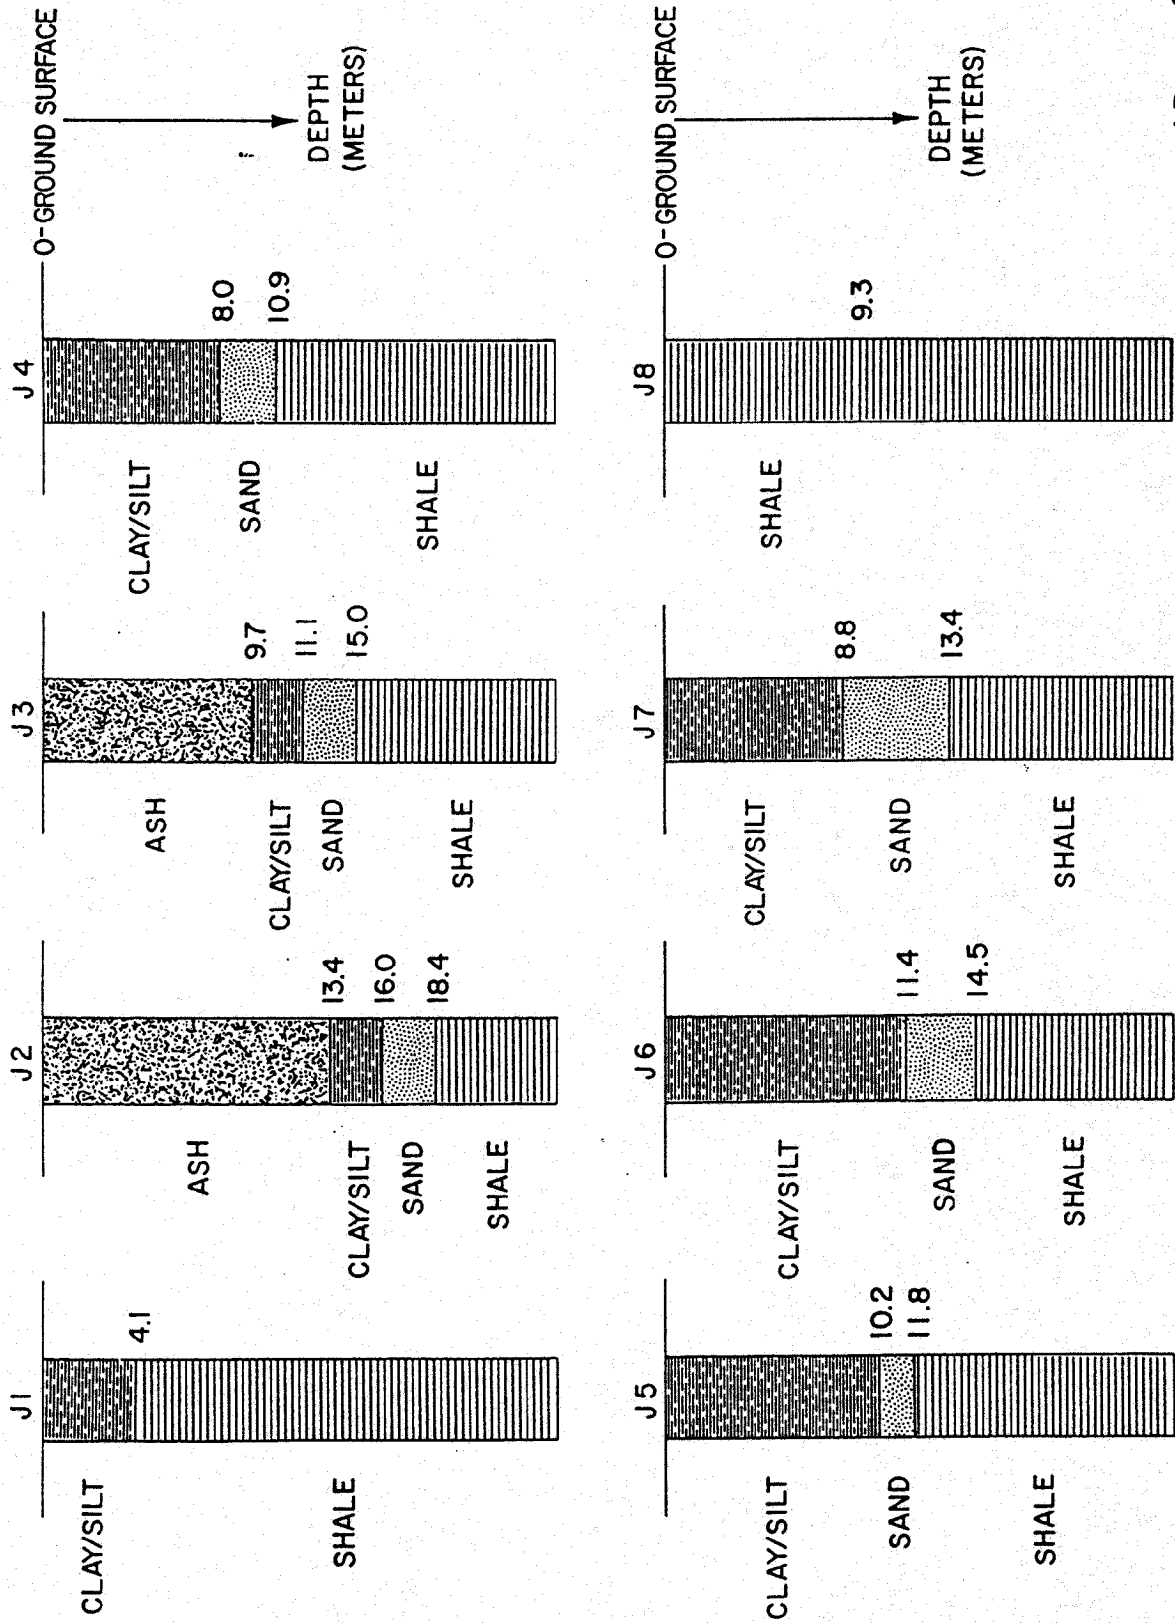 J1
CLAY/SILT
4.1
SHALE
J2
ASH
13.4
CLAY/SILT
16.0
SAND
18.4
SHALE
J3
ASH
9.7
CLAY/SILT
11.1
SAND
15.0
SHALE
J4
CLAY/SILT
8.0
SAND
10.9
SHALE
0-GROUND SURFACE
DEPTH
(METERS)
J5
CLAY/SILT
10.2
SAND
11.8
SHALE
J6
CLAY/SILT
11.4
SAND
14.5
SHALE
J7
CLAY/SILT
8.8
SAND
13.4
SHALE
J8
SHALE
9.3
0-GROUND SURFACE
DEPTH
(METERS)